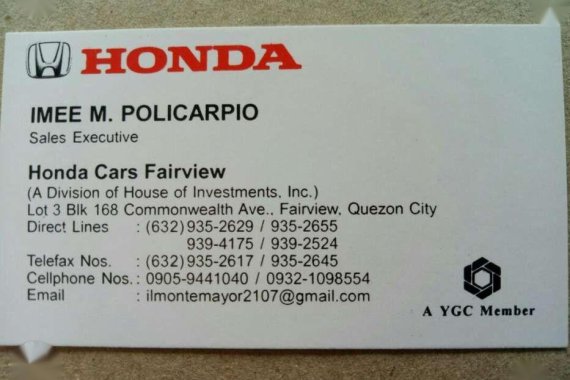 HONDA
IMEE M. POLICARPIO
Sales Executive
Honda Cars Fairview
(A Division of House of Investments, Inc.)
Lot 3 Blk 168 Commonwealth Ave., Fairview, Quezon City
Direct Lines : (632) 935-2629 / 935-2655
939-4175 / 939-2524
Telefax Nos. : (632) 935-2617 / 935-2645
Cellphone Nos. : 0905-9441040 / 0932-1098554
Email : ilmontemayor2107@gmail.com
A YGC Member